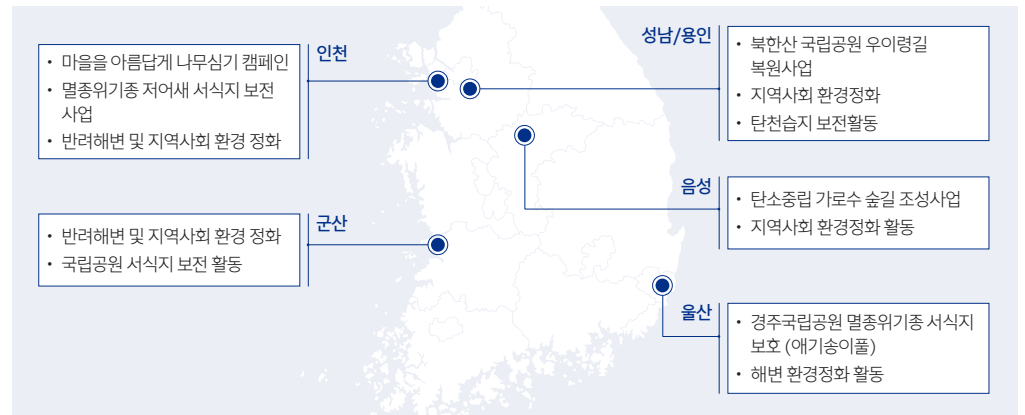 인천
• 마을을 아름답게 나무심기 캠페인
• 멸종위기종 저어새 서식지 보전
사업
• 반려해변 및 지역사회 환경 정화
군산
• 반려해변 및 지역사회 환경 정화
• 국립공원 서식지 보전 활동
성남/용인
• 북한산 국립공원 우이령길
복원사업
• 지역사회 환경정화
• 탄천습지 보전활동
음성
• 탄소중립 가로수 숲길 조성사업
• 지역사회 환경정화 활동
울산
• 경주국립공원 멸종위기종 서식지
보호 (애기송이풀)
• 해변 환경정화 활동